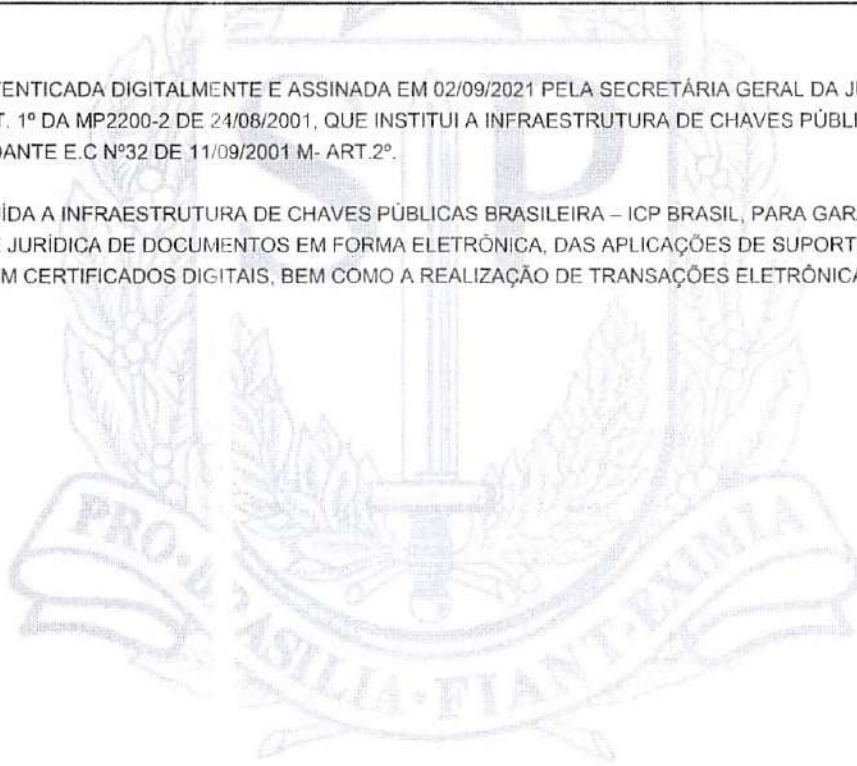 ENTICADA DIGITALMENTE E ASSINADA EM 02/09/2021 PELA SECRETÁRIA GERAL DA J
T. 1º DA MP2200-2 DE 24/08/2001, QUE INSTITUI A INFRAESTRUTURA DE CHAVES PÚBLI
DANTE E.C Nº32 DE 11/09/2001 M- ART.2º.
ÍDA A INFRAESTRUTURA DE CHAVES PÚBLICAS BRASILEIRA – ICP BRASIL, PARA GAR
E JURÍDICA DE DOCUMENTOS EM FORMA ELETRÔNICA, DAS APLICAÇÕES DE SUPORT
M CERTIFICADOS DIGITAIS, BEM COMO A REALIZAÇÃO DE TRANSAÇÕES ELETRÔNICA
SP
PRO·BRASILIA·FIANT·EXIMIA